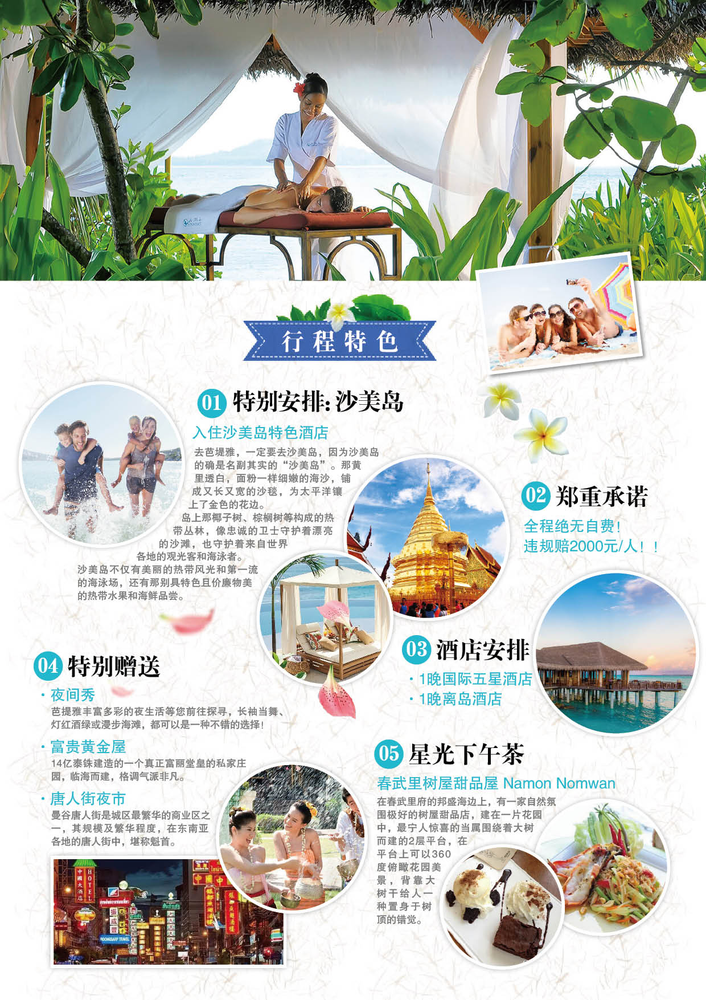 行程特色
01 特别安排：沙美岛
入住沙美岛特色酒店
去芭堤雅，一定要去沙美岛，因为沙美岛
的确是名副其实的“沙美岛”。那黄
里透白，面粉一样细嫩的海沙，铺
成又长又宽的沙毯，为太平洋镶
上了金色的花边。
岛上那椰子树、棕榈树等构成的热
带丛林，像忠诚的卫士守护着漂亮
的沙滩，也守护着来自世界
各地的观光客和海泳者。
沙美岛不仅有美丽的热带风光和第一流
的海泳场，还有那别具特色且价廉物美
的热带水果和海鲜品尝。
02 郑重承诺
全程绝无自费！
违规赔2000元/人！！
03 酒店安排
· 1晚国际五星酒店
· 1晚离岛酒店
04 特别赠送
· 夜间秀
芭提雅丰富多彩的夜生活等您前往探寻，长袖当舞、
灯红酒绿或漫步海滩，都可以是一种不错的选择！
· 富贵黄金屋
14亿泰铢建造的一个真正富丽堂皇的私家庄
园，临海而建，格调气派非凡。
· 唐人街夜市
曼谷唐人街是城区最繁华的商业区之
一，其规模及繁华程度，在东南亚
各地的唐人街中，堪称魁首。
05 星光下午茶
春武里树屋甜品屋 Namon Nomwan
在春武里府的邦盛海边上，有一家自然氛
围极好的树屋甜品店，建在一片花园
中，最宁人惊喜的当属围绕着大树
而建的2层平台，在
平台上可以360
度俯瞰花园美
景，背靠大
树干给人一
种置身于树
顶的错觉。
中國大酒店
HOTEL
振成豐
ROONGSARP TRAVEL